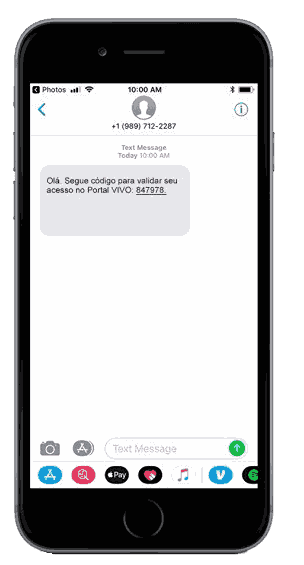 Photos
10:00 AM
+1 (989) 712-2287
Text Message
Today 10:00 AM
Olá. Segue código para validar seu
acesso no Portal VIVO: 847978.
Text Message
Pay